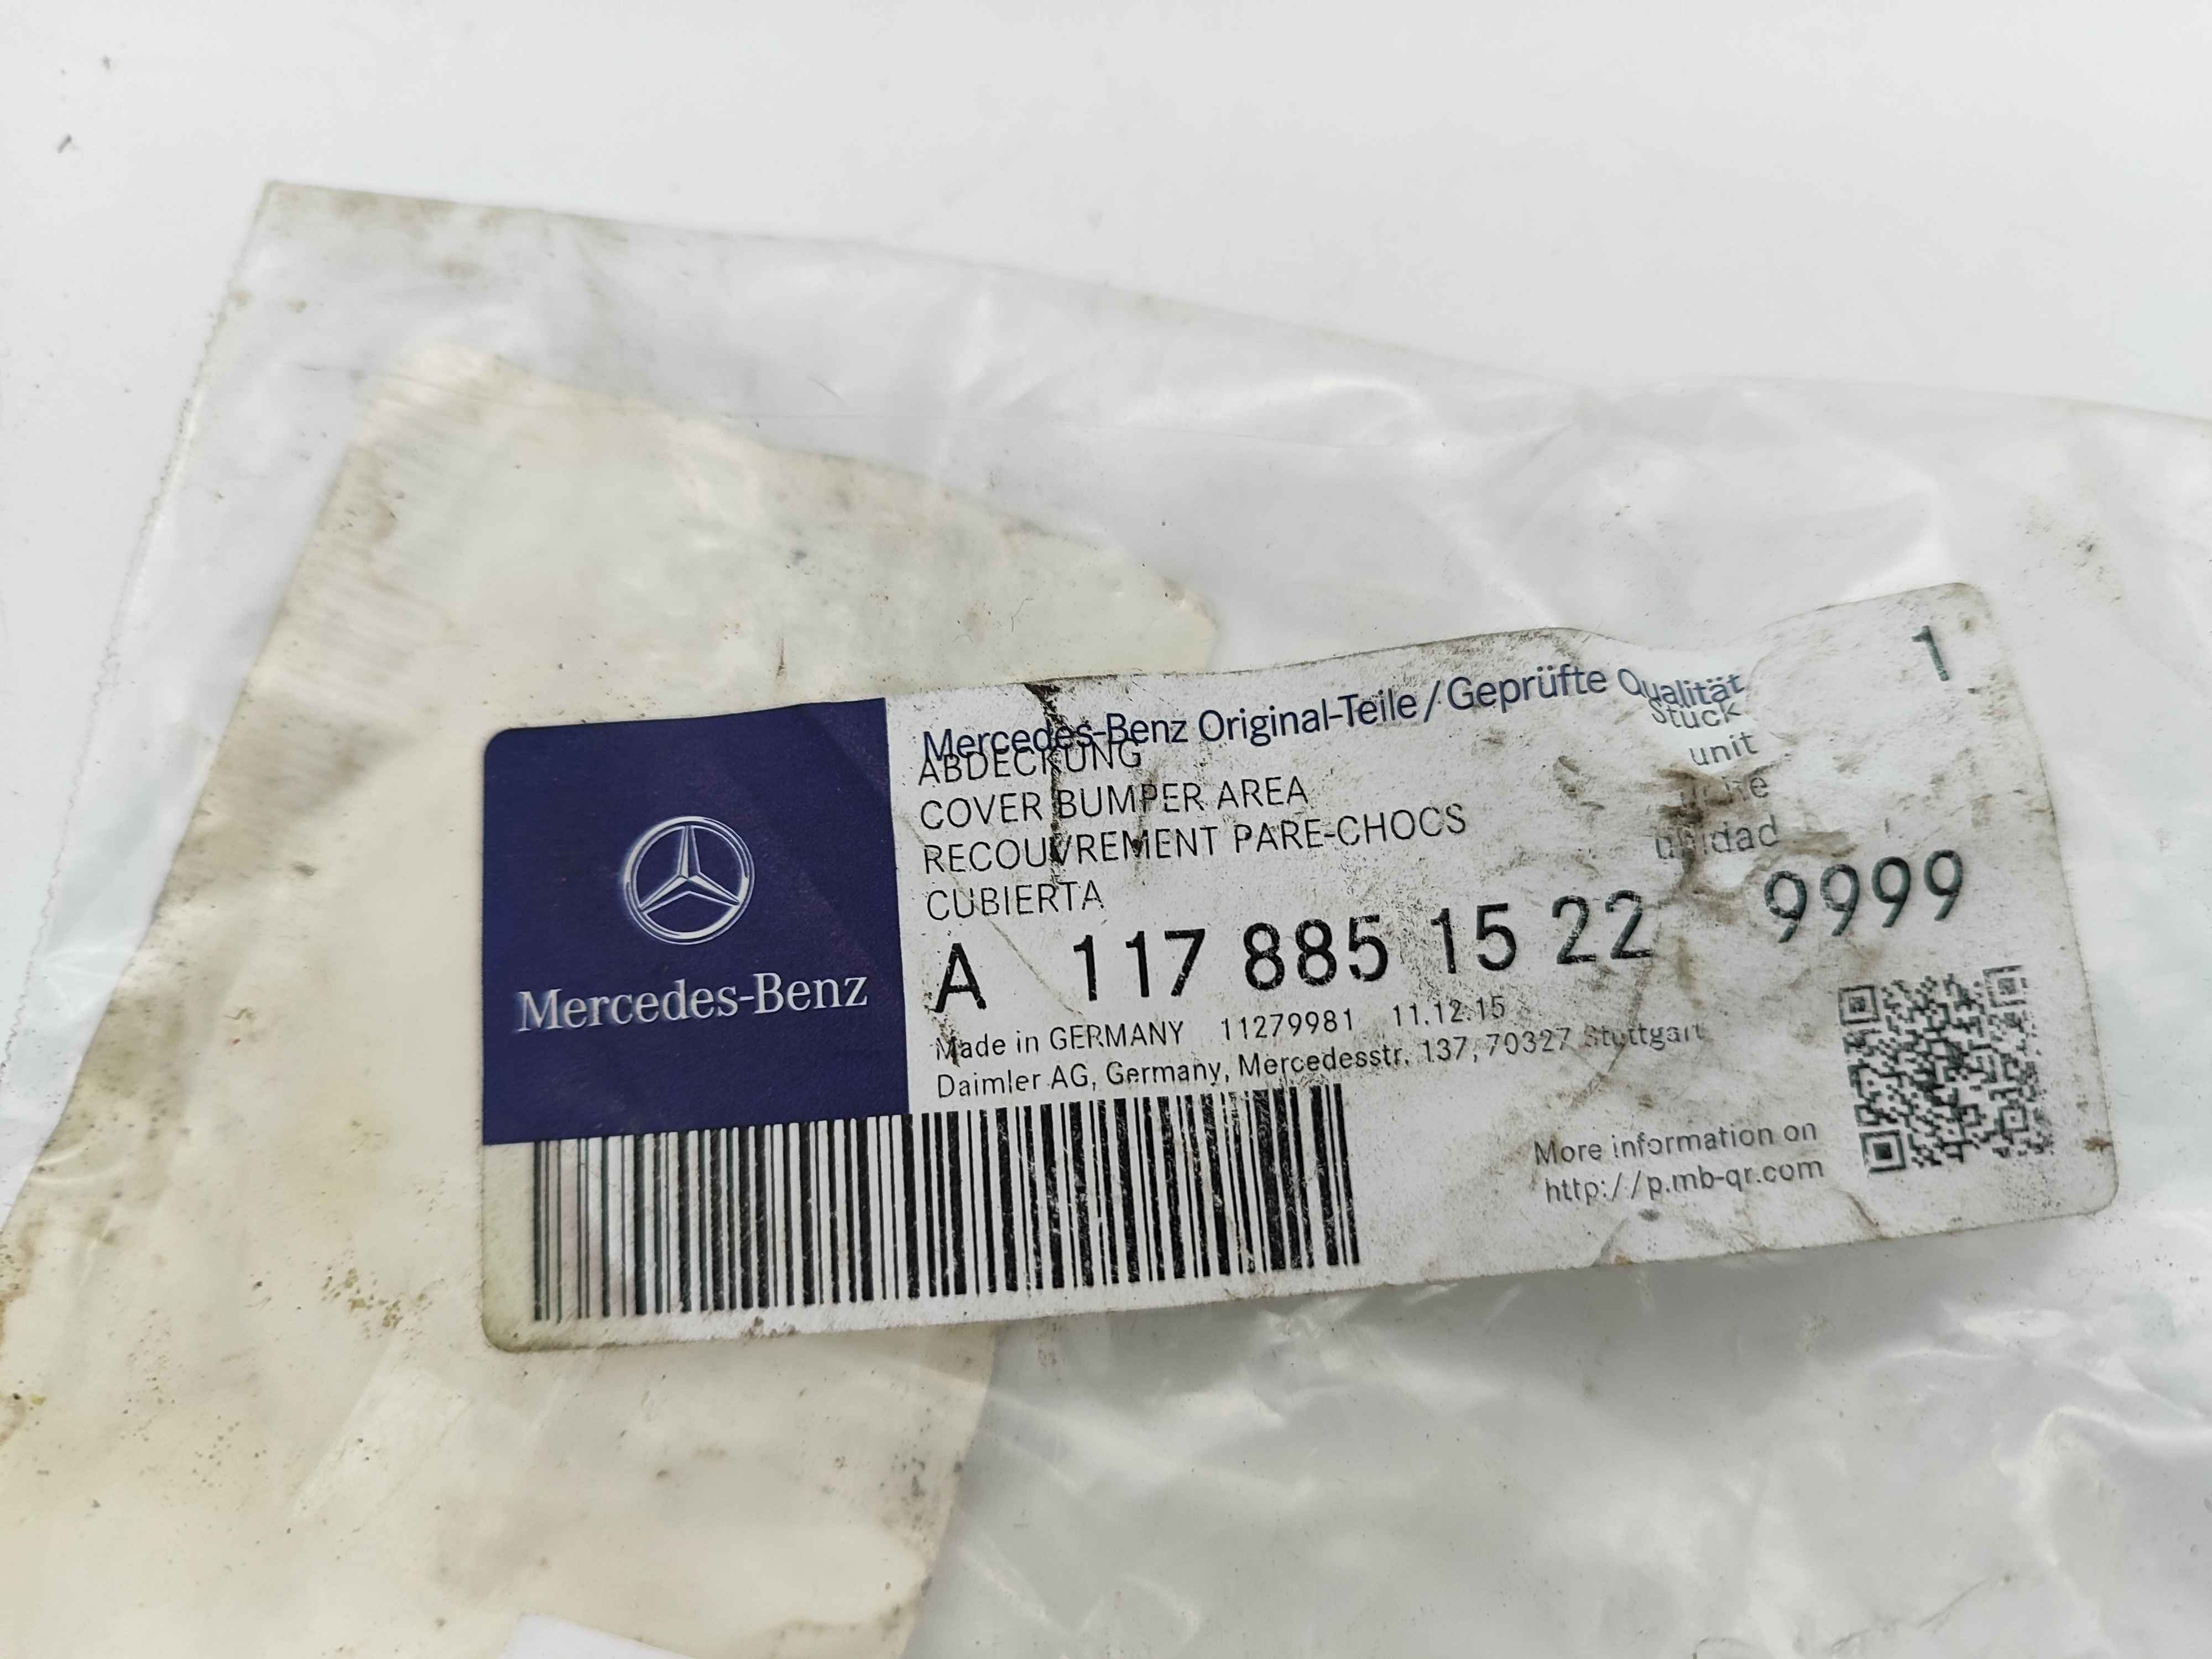 Mercedes-Benz
Mercedes-Benz Original-Teile / Geprüfte Qualität
1
ABDECKUNG
Stück
COVER BUMPER AREA
unit
RECOUVREMENT PARE-CHOCS
CUBIERTA
unidad
A 117 885 15 22 9999
Made in GERMANY 11279981 11.12.15
Daimler AG, Germany, Mercedesstr. 137, 70327 Stuttgart
More information on
http://p.mb-qr.com